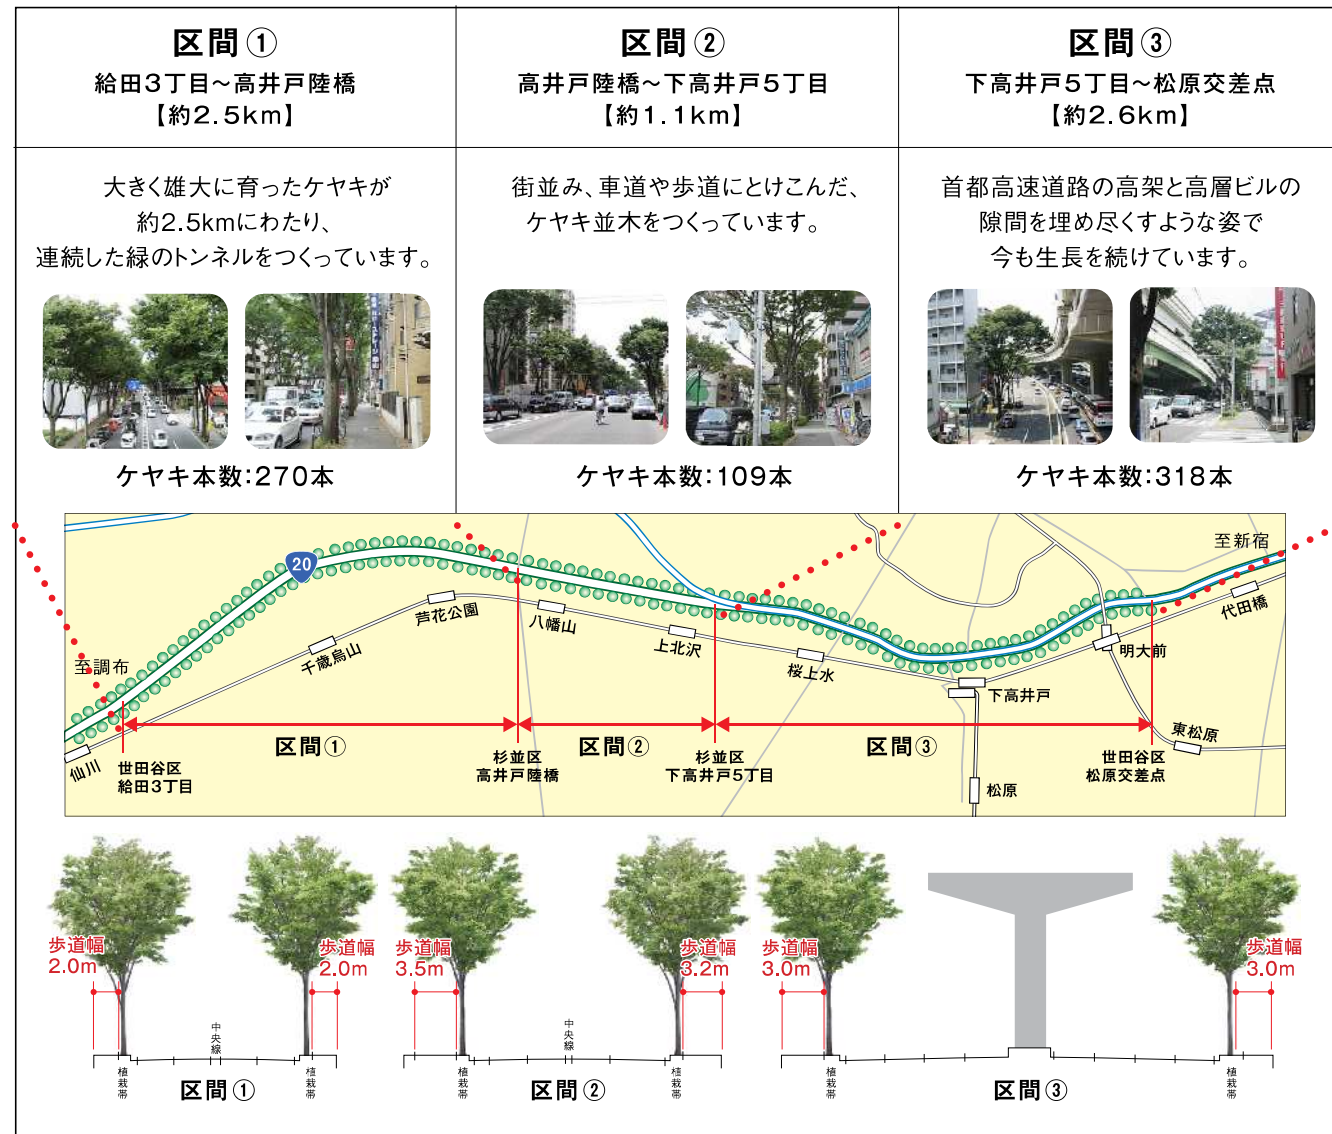 区間①
給田3丁目～高井戸陸橋
【約2.5km】
区間②
高井戸陸橋～下高井戸5丁目
【約1.1km】
区間③
下高井戸5丁目～松原交差点
【約2.6km】
大きく雄大に育ったケヤキが
約2.5kmにわたり、
連続した緑のトンネルをつくっています。
街並み、車道や歩道にとけこんだ、
ケヤキ並木をつくっています。
首都高速道路の高架と高層ビルの
隙間を埋め尽くすような姿で
今も生長を続けています。
ケヤキ本数:270本
ケヤキ本数:109本
ケヤキ本数:318本
至新宿
20
代田橋
芦花公園
八幡山
上北沢
明大前
千歳烏山
桜上水
至調布
下高井戸
東松原
区間①
区間②
区間③
仙川
世田谷区
給田3丁目
杉並区
高井戸陸橋
杉並区
下高井戸5丁目
世田谷区
松原交差点
松原
歩道幅
2.0m
歩道幅
2.0m
歩道幅
3.5m
歩道幅
3.2m
歩道幅
3.0m
歩道幅
3.0m
中央線
中央線
植栽帯
区間①
植栽帯
植栽帯
区間②
植栽帯
植栽帯
区間③
植栽帯